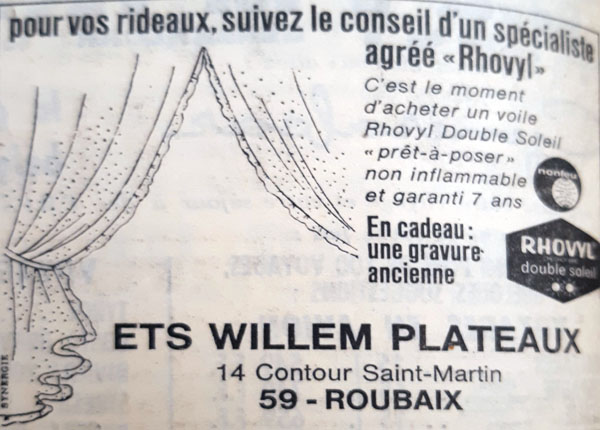 pour vos rideaux, suivez le conseil d'un spécialiste
agréé «Rhovyl»
C'est le moment
d'acheter un voile
Rhovyl Double Soleil
«prêt-à-poser»
non inflammable
et garanti 7 ans
nonfeu
En cadeau :
une gravure
ancienne
RHOVYL
double soleil
ETS WILLEM PLATEAUX
14 Contour Saint-Martin
59 - ROUBAIX
SYNERGIE